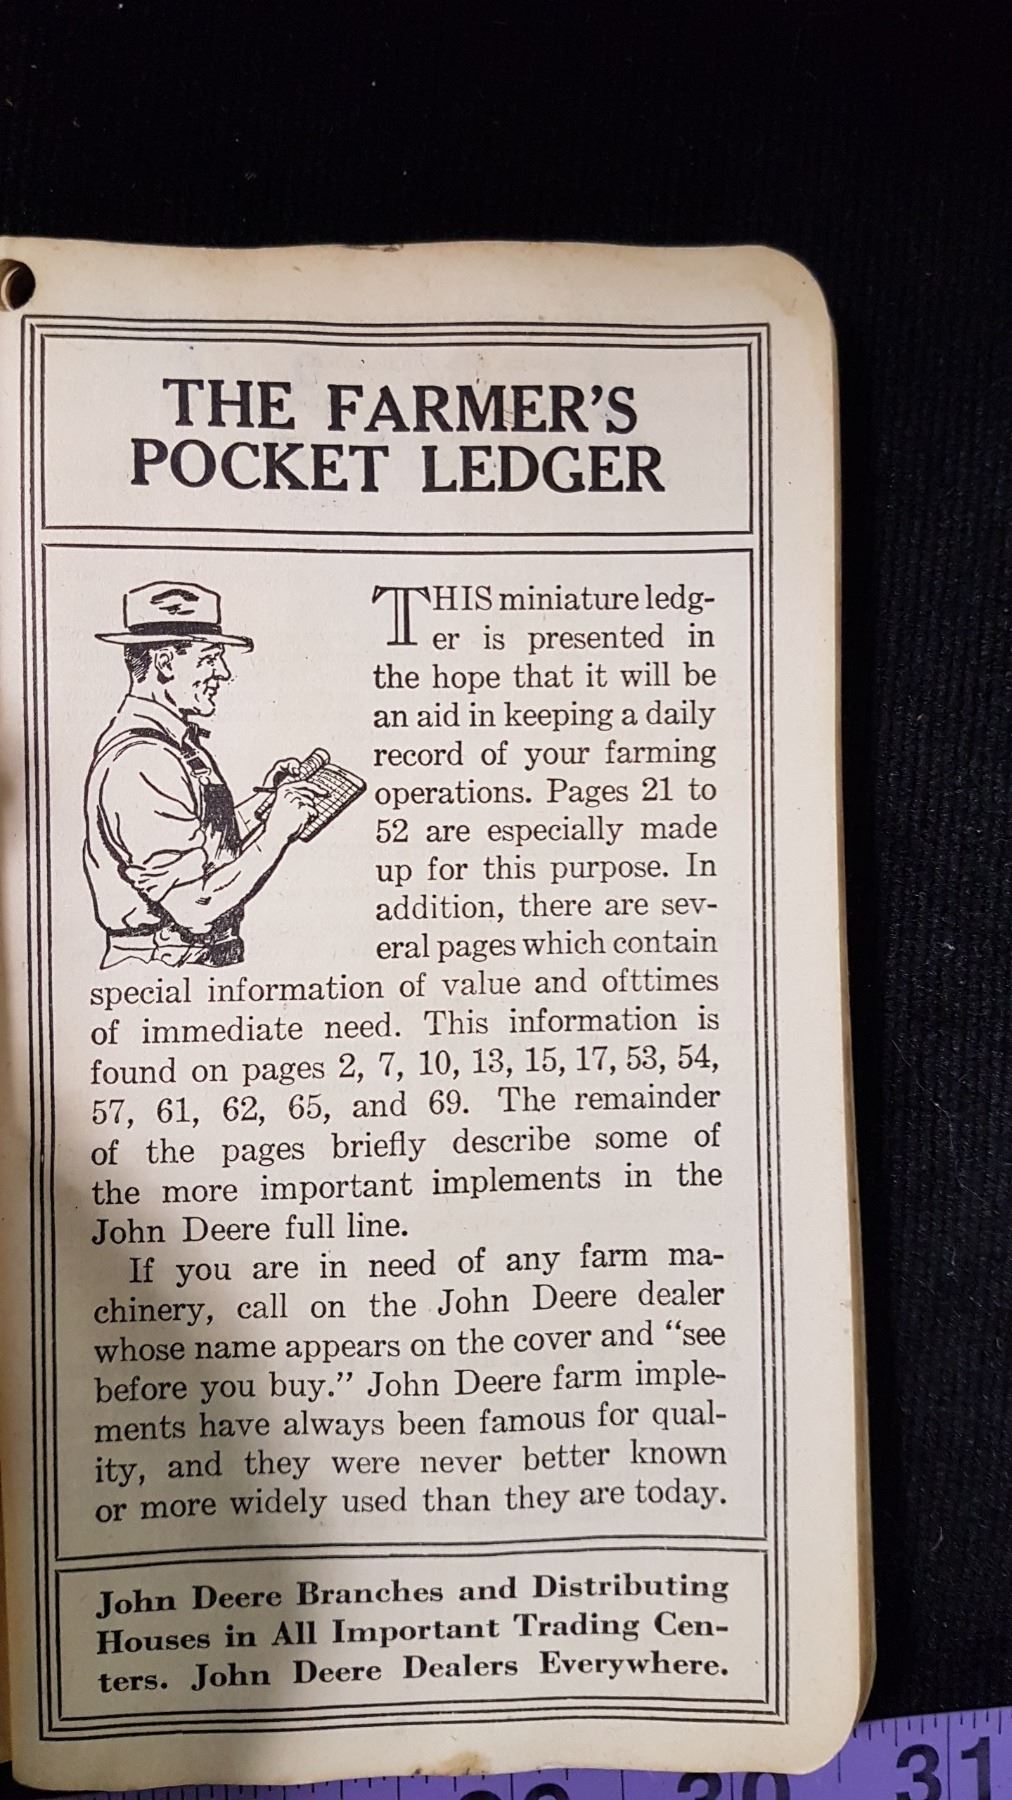 THE FARMER'S
POCKET LEDGER
THIS miniature ledg-
er is presented in
the hope that it will be
an aid in keeping a daily
record of your farming
operations. Pages 21 to
52 are especially made
up for this purpose. In
addition, there are sev-
eral pages which contain
special information of value and ofttimes
of immediate need. This information is
found on pages 2, 7, 10, 13, 15, 17, 53, 54,
57, 61, 62, 65, and 69. The remainder
of the pages briefly describe some of
the more important implements in the
John Deere full line.
If you are in need of any farm ma-
chinery, call on the John Deere dealer
whose name appears on the cover and “see
before you buy.” John Deere farm imple-
ments have always been famous for qual-
ity, and they were never better known
or more widely used than they are today.
John Deere Branches and Distributing
Houses in All Important Trading Cen-
ters. John Deere Dealers Everywhere.
29 30 31